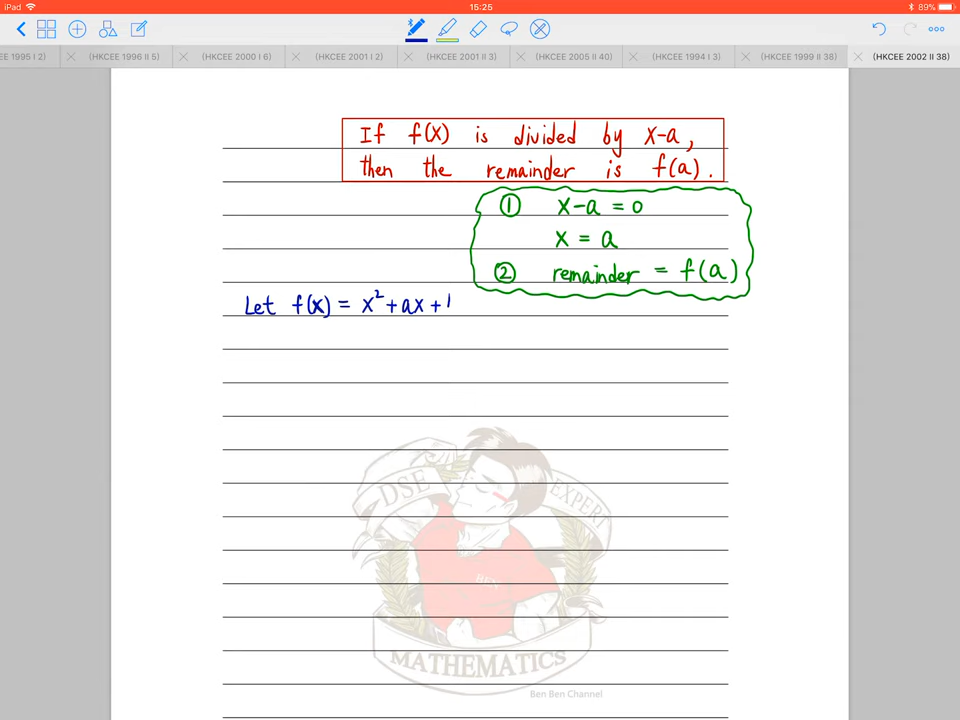 iPad 15:25 89%
1995 I 2) (HKCEE 1996 II 5) (HKCEE 2000 I 6) (HKCEE 2001 I 2) (HKCEE 2001 II 3) (HKCEE 2005 II 40) (HKCEE 1994 I 3) (HKCEE 1999 II 38) (HKCEE 2002 II 38)
If f(x) is divided by x-a,
then the remainder is f(a).
① x-a = 0
x = a
② remainder = f(a)
Let f(x) = x²+ax+1
DSE EXPERT
BEN
MATHEMATICS
Ben Ben Channel